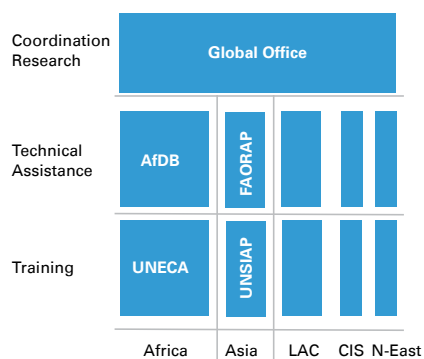 Coordination
Research
Global Office
Technical
Assistance
AfDB
FAORAP
Training
UNECA
UNSIAP
Africa
Asia
LAC
CIS
N-East